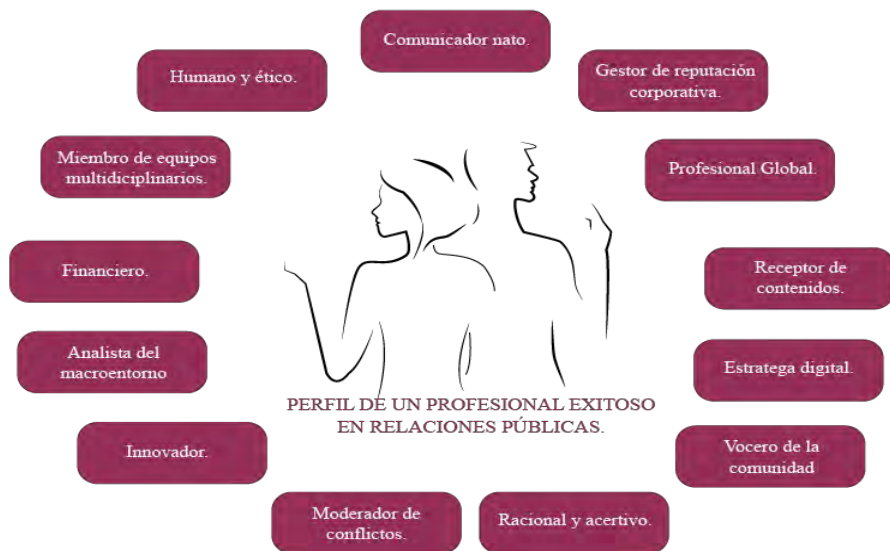 Comunicador nato.
Gestor de reputación
corporativa.
Profesional Global.
Receptor de
contenidos.
Estratega digital.
Vocero de la
comunidad
Racional y acertivo.
Moderador de
conflictos.
Innovador.
Analista del
macroentorno
Financiero.
Miembro de equipos
multidiciplinarios.
Humano y ético.
PERFIL DE UN PROFESIONAL EXITOSO
EN RELACIONES PÚBLICAS.